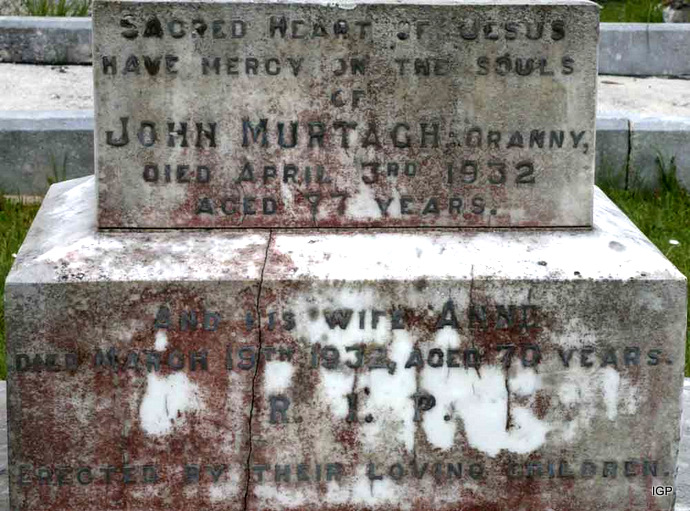 SACRED HEART OF JESUS
HAVE MERCY ON THE SOULS
OF
JOHN MURTAGH, GRANNY,
DIED APRIL 3RD 1932
AGED 77 YEARS.
AND HIS WIFE ANNE
DIED MARCH 19TH 1932, AGED 70 YEARS.
R. I. P.
ERECTED BY THEIR LOVING CHILDREN.
IGP